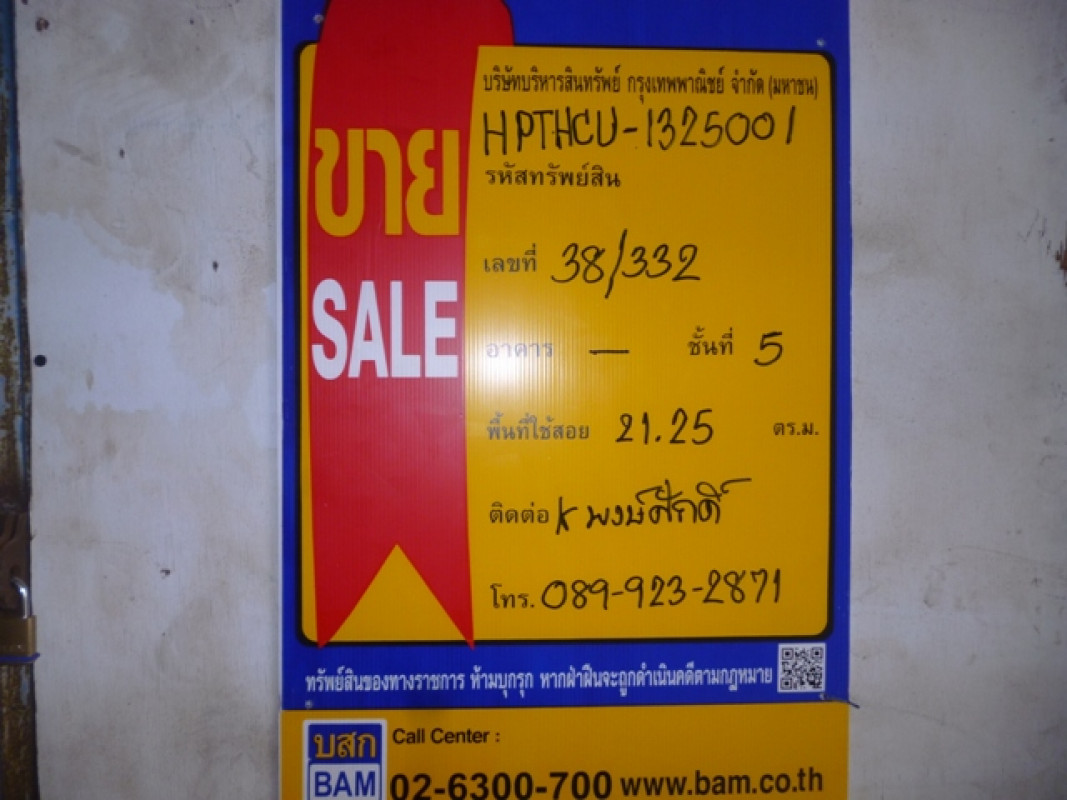 ขาย
SALE
บริษัทบริหารสินทรัพย์ กรุงเทพพาณิชย์ จำกัด (มหาชน)
HPTHCU-1325001
รหัสทรัพย์สิน
เลขที่ 38/332
อาคาร — ชั้นที่ 5
พื้นที่ใช้สอย 21.25 ตร.ม.
ติดต่อ K พงษ์ศักดิ์
โทร. 089-923-2871
ทรัพย์สินของทางราชการ ห้ามบุกรุก หากฝ่าฝืนจะถูกดำเนินคดีตามกฎหมาย
บสก
BAM
Call Center :
02-6300-700 www.bam.co.th